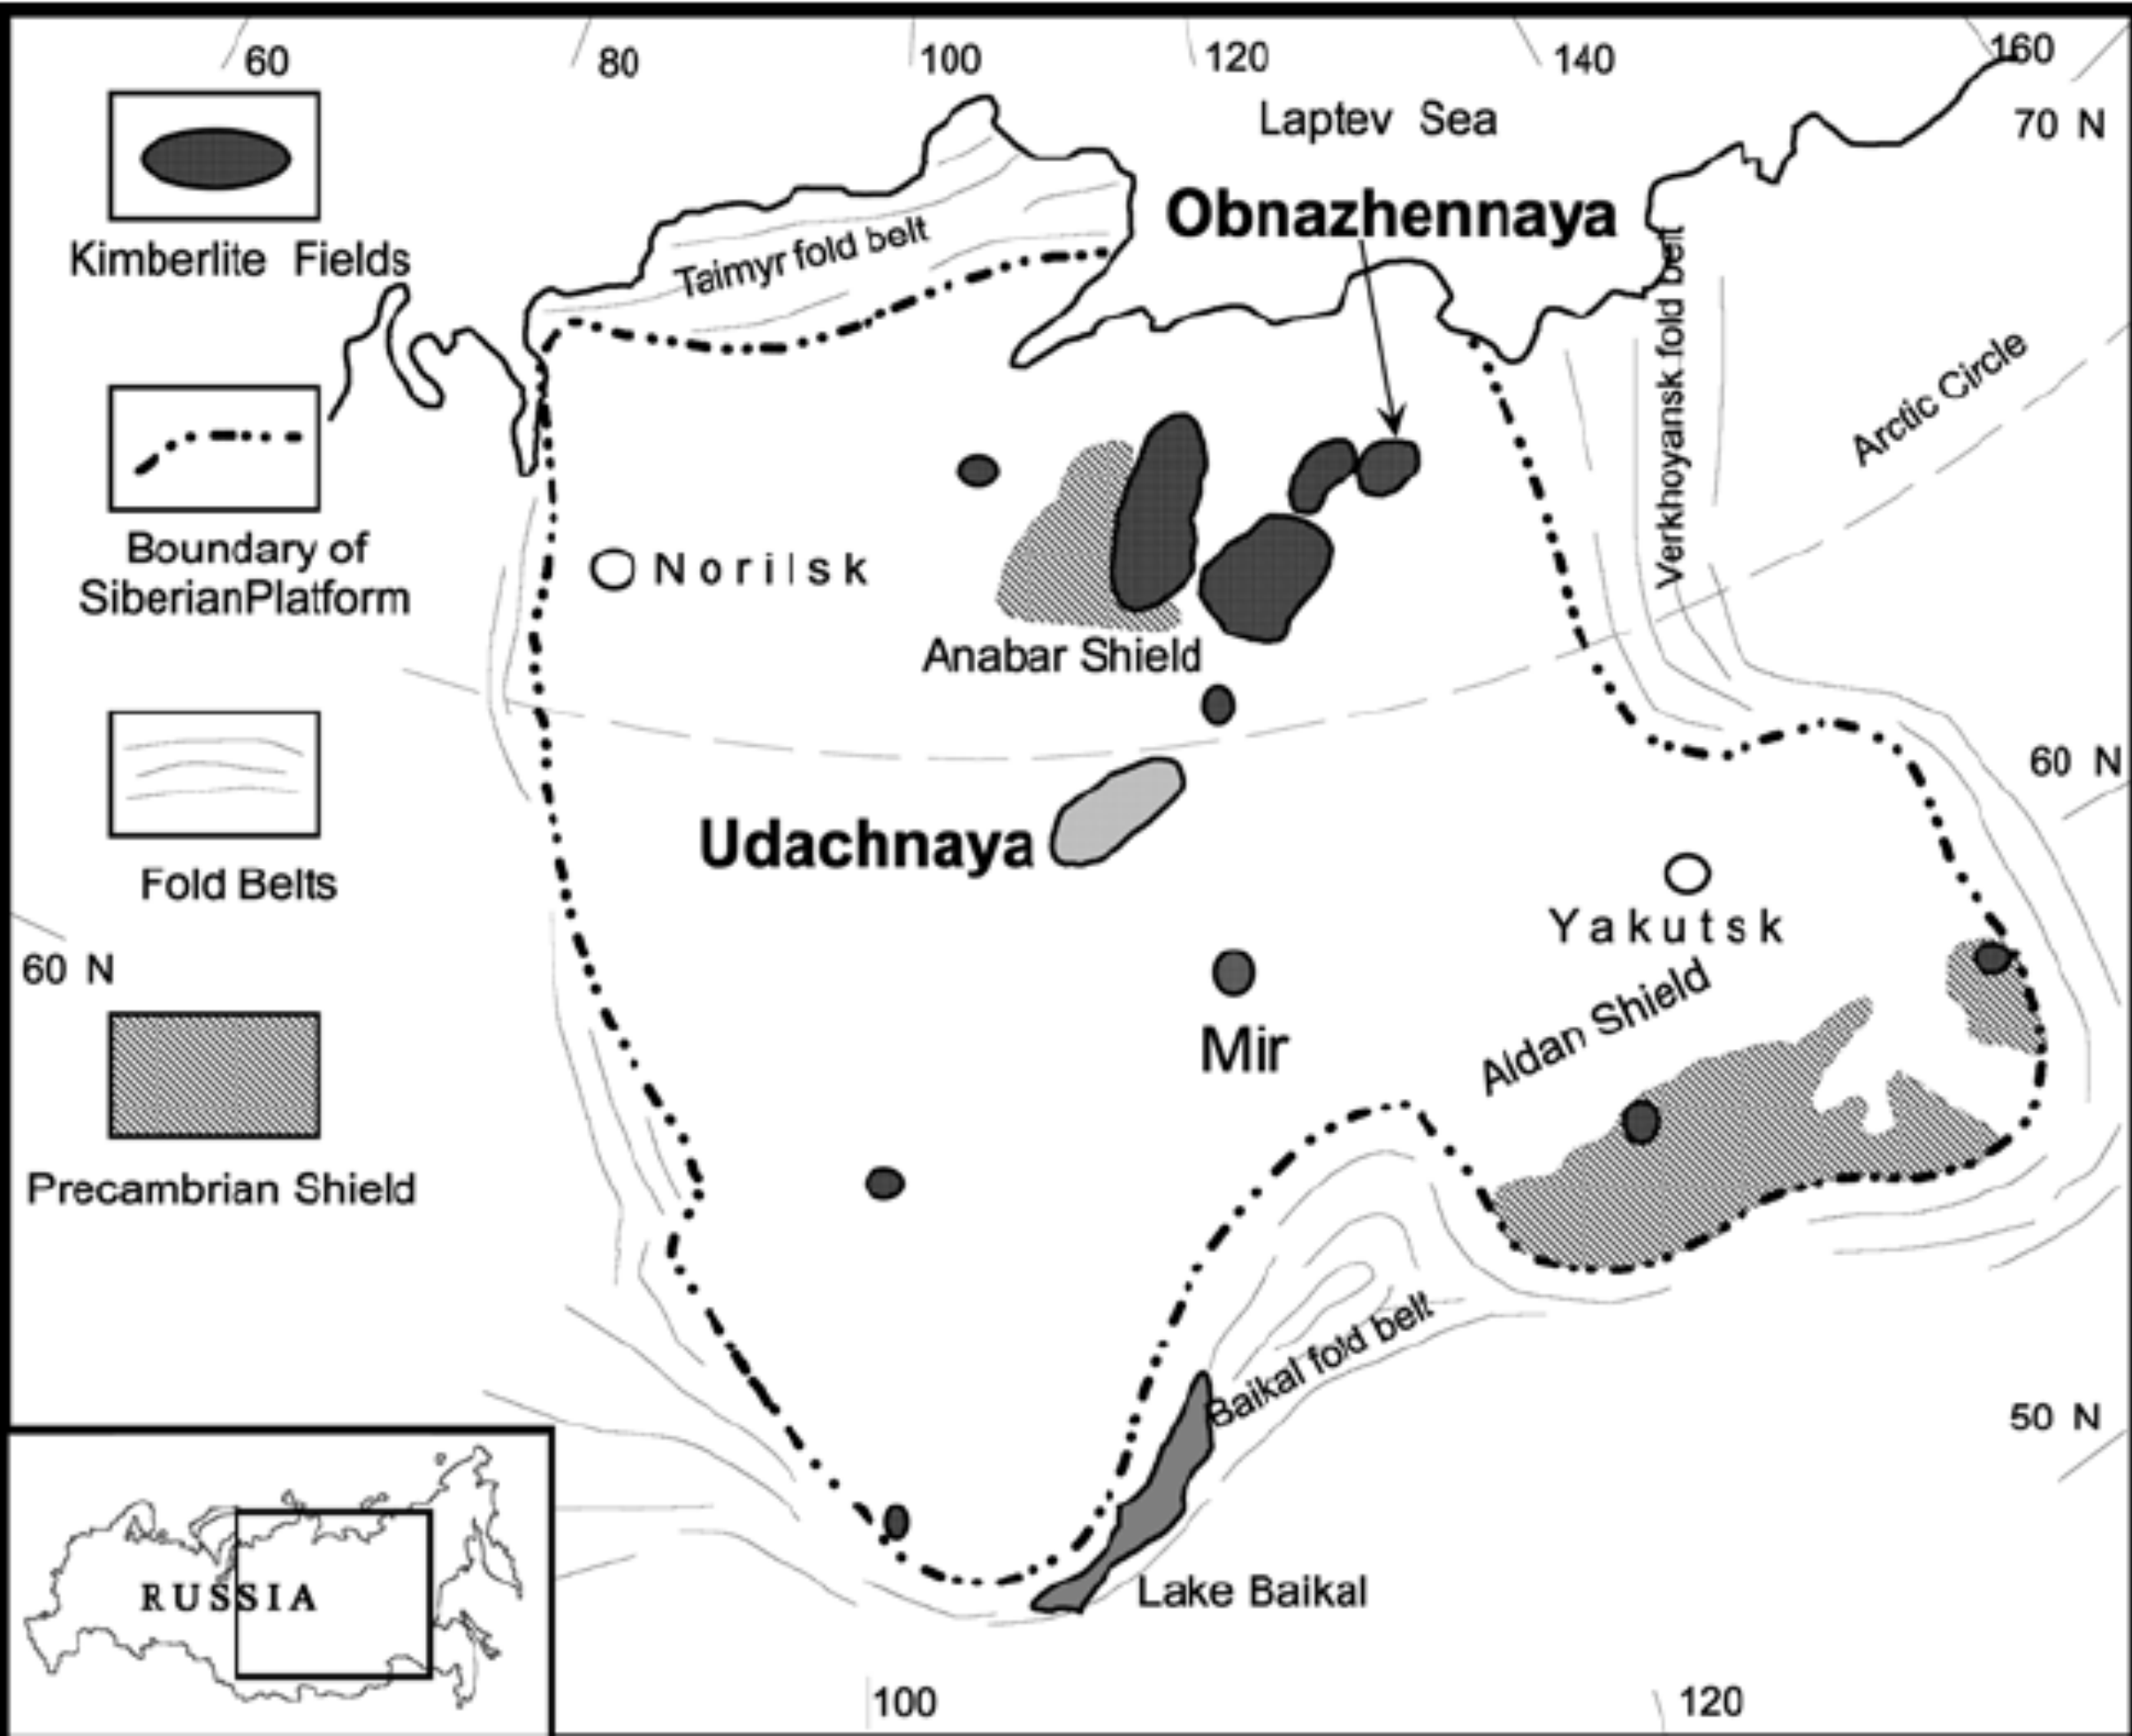 60
80
100
120
140
160
70 N
Laptev Sea
Obnazhennaya
Taimyr fold belt
Kimberlite Fields
Verkhoyansk fold belt
Arctic Circle
Boundary of
SiberianPlatform
Norilsk
Anabar Shield
60 N
Udachnaya
Fold Belts
Yakutsk
60 N
Aldan Shield
Mir
Precambrian Shield
Baikal fold belt
50 N
RUSSIA
Lake Baikal
100
120